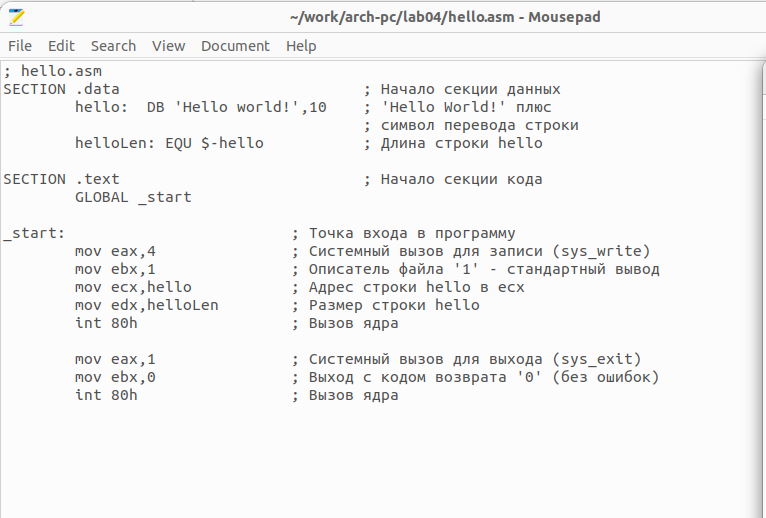 ~/work/arch-pc/lab04/hello.asm - Mousepad
File Edit Search View Document Help
; hello.asm
SECTION .data ; Начало секции данных
hello: DB 'Hello world!',10 ; 'Hello World!' плюс
; символ перевода строки
helloLen: EQU $-hello ; Длина строки hello
SECTION .text ; Начало секции кода
GLOBAL _start
_start: ; Точка входа в программу
mov eax,4 ; Системный вызов для записи (sys_write)
mov ebx,1 ; Описатель файла '1' - стандартный вывод
mov ecx,hello ; Адрес строки hello в ecx
mov edx,helloLen ; Размер строки hello
int 80h ; Вызов ядра
mov eax,1 ; Системный вызов для выхода (sys_exit)
mov ebx,0 ; Выход с кодом возврата '0' (без ошибок)
int 80h ; Вызов ядра